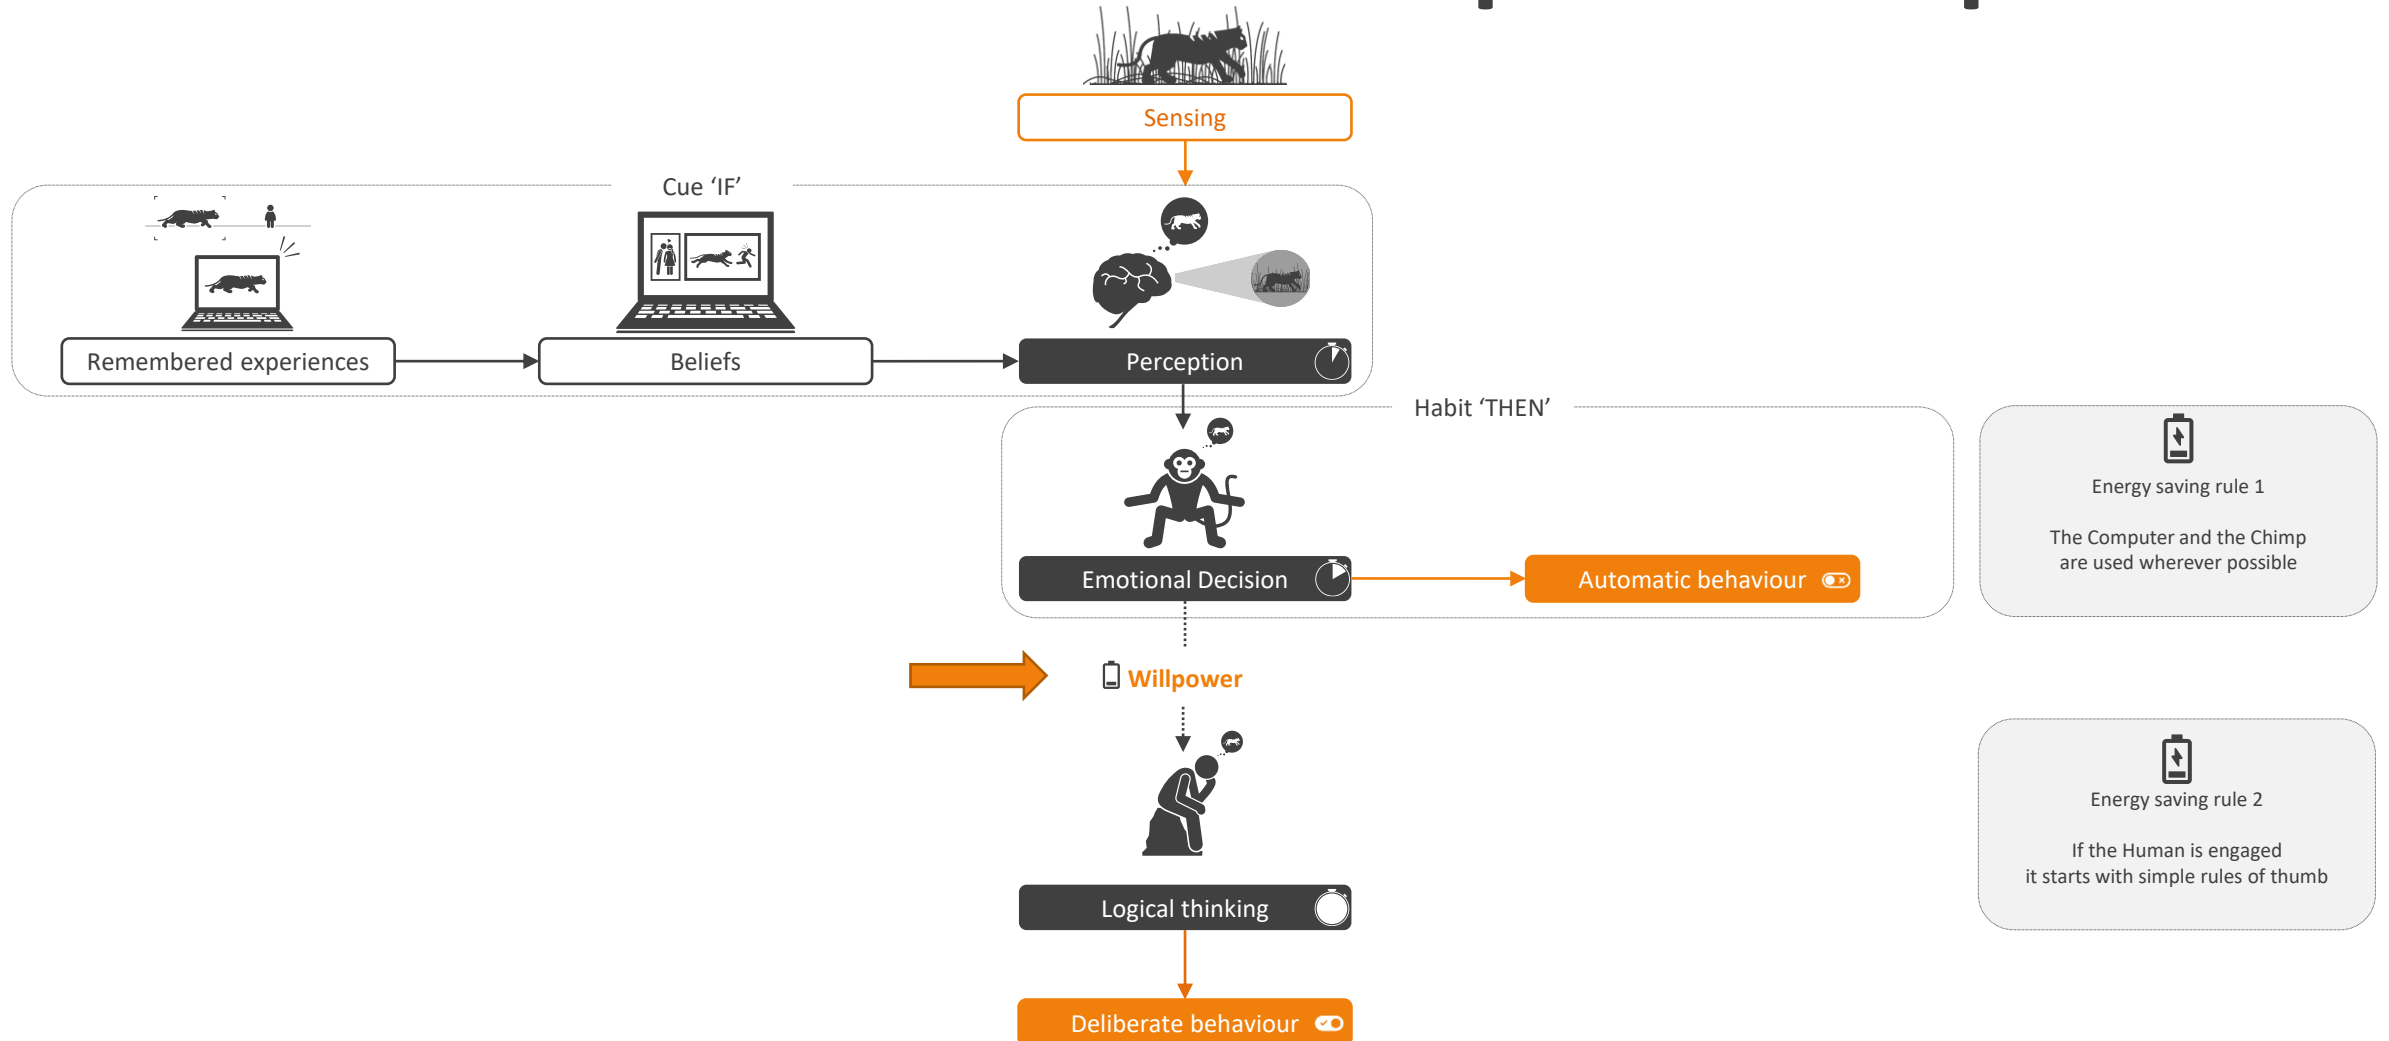 Sensing
Cue ‘IF’
Remembered experiences
Beliefs
Perception
Habit ‘THEN’
Emotional Decision
Automatic behaviour
Energy saving rule 1
The Computer and the Chimp
are used wherever possible
Willpower
Energy saving rule 2
If the Human is engaged
it starts with simple rules of thumb
Logical thinking
Deliberate behaviour